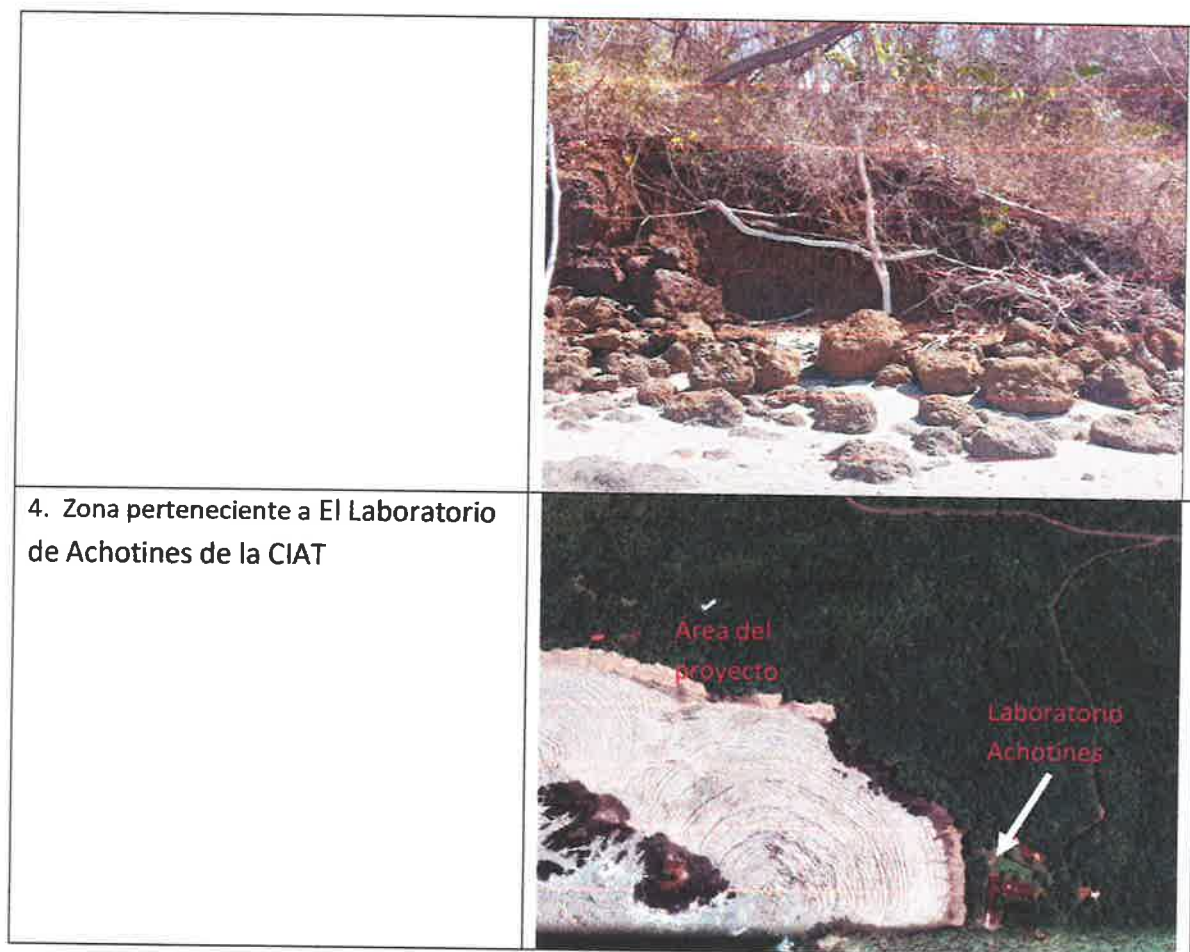 4. Zona perteneciente a El Laboratorio
de Achotines de la CIAT
Área del
proyecto
Laboratorio
Achotines